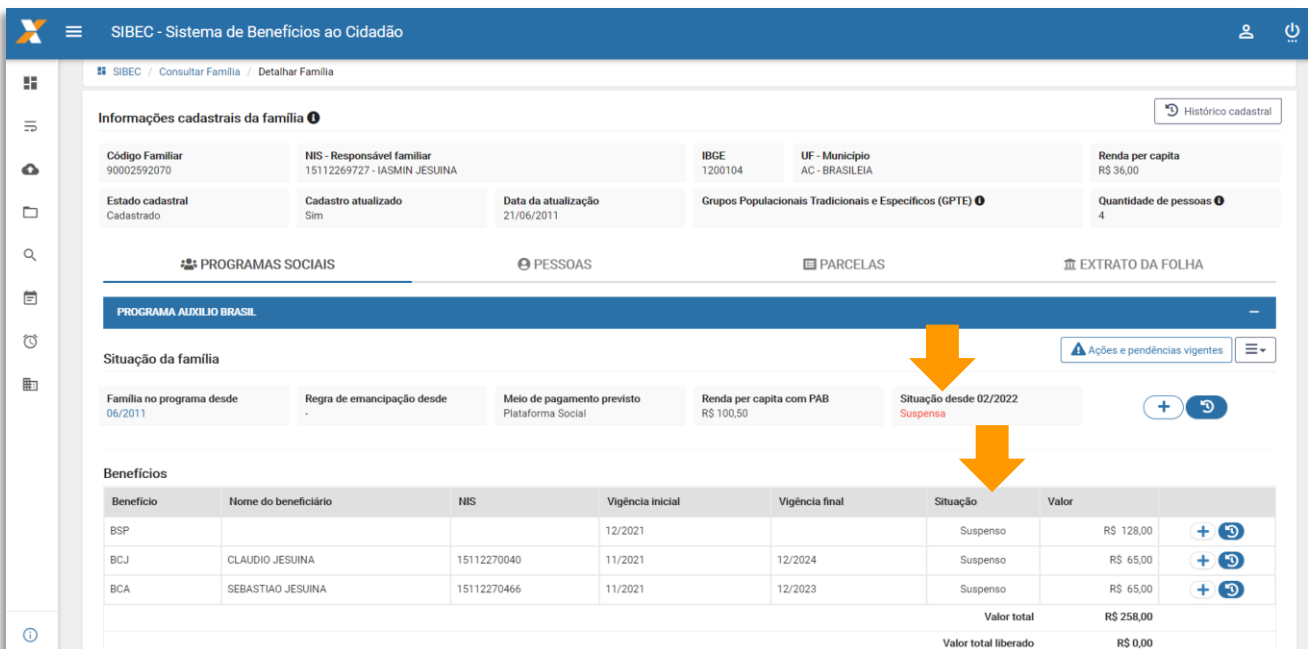 SIBEC - Sistema de Benefícios ao Cidadão
SIBEC / Consultar Família / Detalhar Família
Informações cadastrais da família
Histórico cadastral
Código Familiar NIS - Responsável familiar IBGE UF - Município Renda per capita
90002592070 15112269727 - IASMIN JESUINA 1200104 AC - BRASILEIA R$ 36,00
Estado cadastral Cadastro atualizado Data da atualização Grupos Populacionais Tradicionais e Específicos (GPTE) Quantidade de pessoas
Cadastrado Sim 21/06/2011 4
PROGRAMAS SOCIAIS PESSOAS PARCELAS EXTRATO DA FOLHA
PROGRAMA AUXILIO BRASIL
Situação da família
Ações e pendências vigentes
Família no programa desde Regra de emancipação desde Meio de pagamento previsto Renda per capita com PAB Situação desde 02/2022
06/2011 - Plataforma Social R$ 100,50 Suspensa
Benefícios
Benefício Nome do beneficiário NIS Vigência inicial Vigência final Situação Valor
BSP 12/2021 Suspenso R$ 128,00
BCJ CLAUDIO JESUINA 15112270040 11/2021 12/2024 Suspenso R$ 65,00
BCA SEBASTIAO JESUINA 15112270466 11/2021 12/2023 Suspenso R$ 65,00
Valor total R$ 258,00
Valor total liberado R$ 0,00